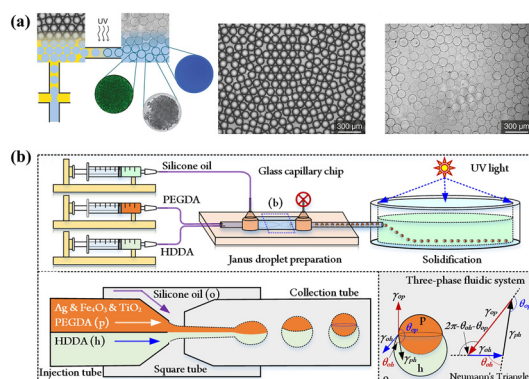 (a)
UV
300 μm
300 μm
(b)
Silicone oil
PEGDA
HDDA
Glass capillary chip
(b)
Janus droplet preparation
UV light
Solidification
Silicone oil (o)
Collection tube
Ag & Fe₃O₄ & TiO₂
PEGDA (p)
HDDA (h)
Injection tube
Square tube
Three-phase fluidic system
γop
θop
P
γoh
γph
θoh
2π-θoh-θop
γop
θop
γph
γoh
θoh
Neumann's Triangle